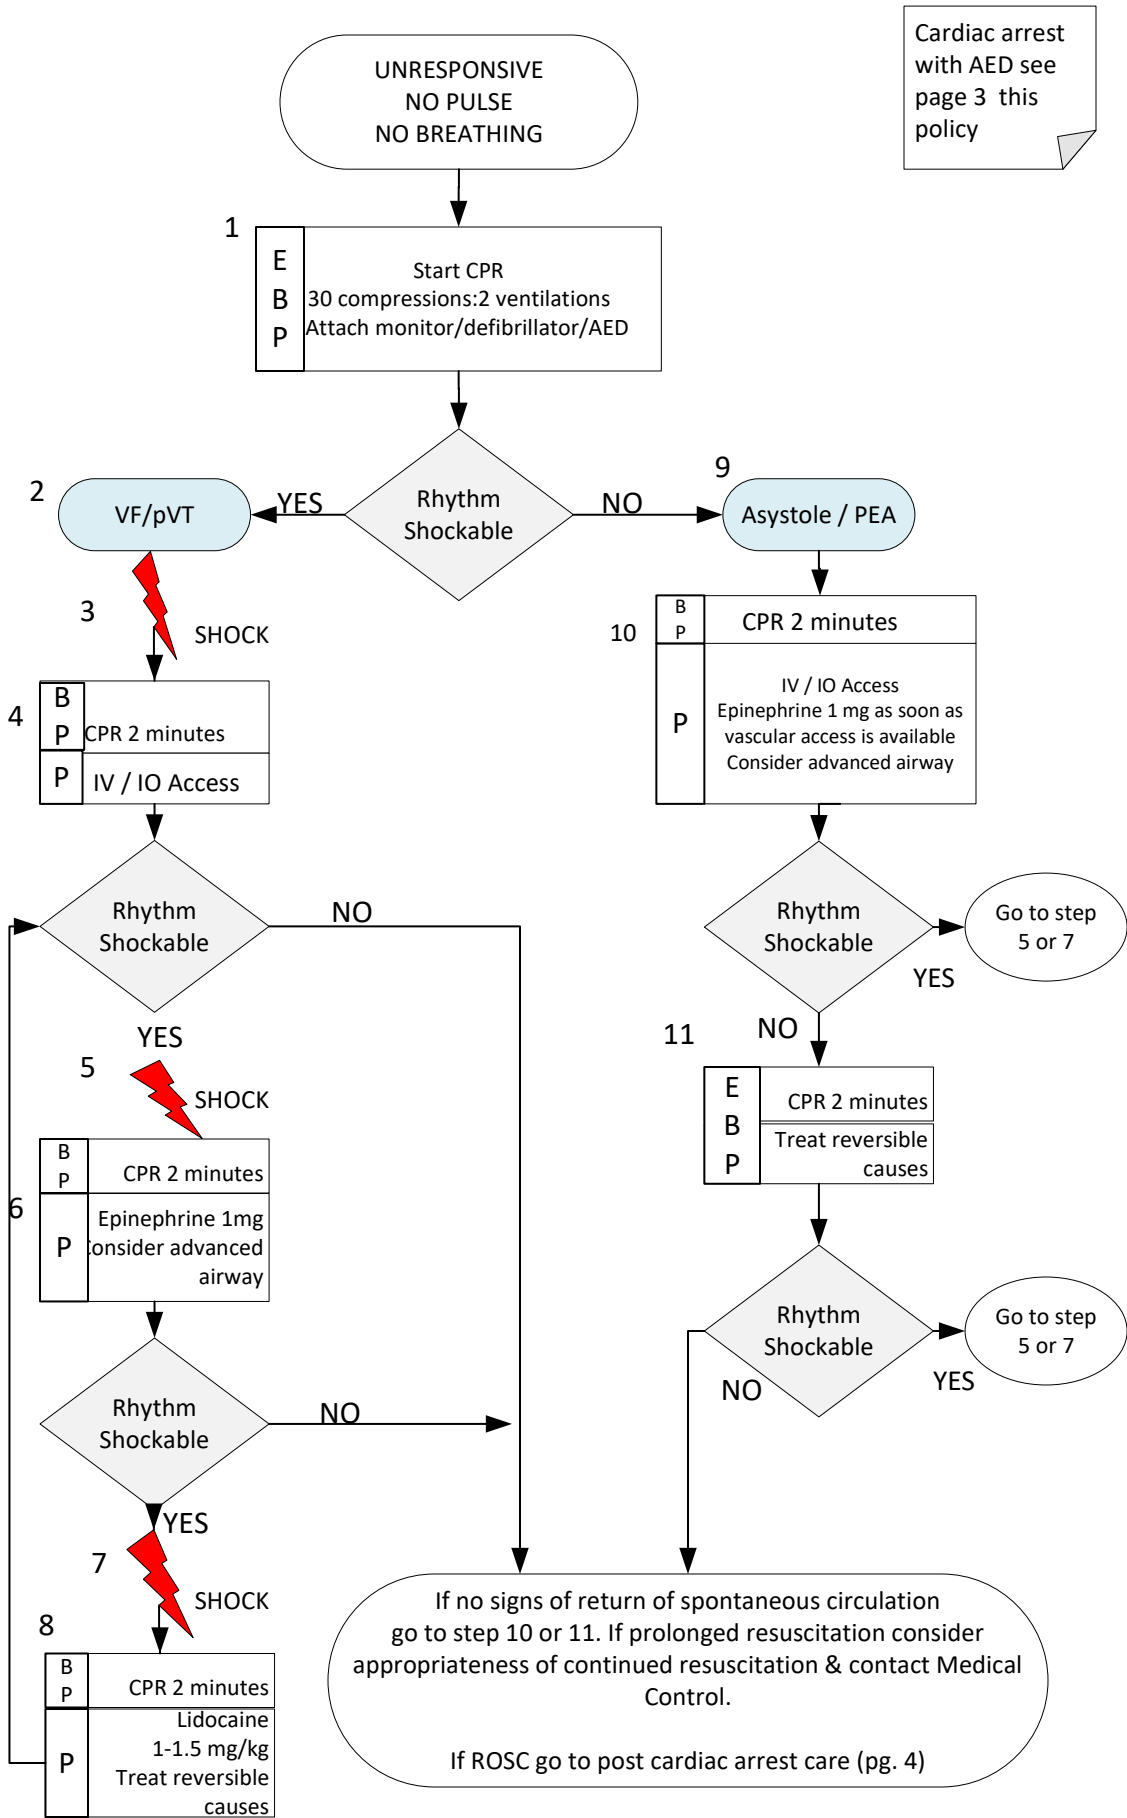 UNRESPONSIVE
NO PULSE
NO BREATHING
Cardiac arrest
with AED see
page 3 this
policy
1
E
B
P
Start CPR
30 compressions:2 ventilations
Attach monitor/defibrillator/AED
Rhythm
Shockable
YES
NO
2
VF/pVT
9
Asystole / PEA
3
SHOCK
4
B
P
CPR 2 minutes
P
IV / IO Access
10
B
P
CPR 2 minutes
P
IV / IO Access
Epinephrine 1 mg as soon as
vascular access is available
Consider advanced airway
Rhythm
Shockable
NO
YES
Rhythm
Shockable
YES
Go to step
5 or 7
NO
5
SHOCK
6
B
P
CPR 2 minutes
P
Epinephrine 1mg
Consider advanced
airway
11
E
B
P
CPR 2 minutes
Treat reversible
causes
Rhythm
Shockable
NO
YES
Rhythm
Shockable
NO
YES
Go to step
5 or 7
7
SHOCK
8
B
P
CPR 2 minutes
P
Lidocaine
1-1.5 mg/kg
Treat reversible
causes
If no signs of return of spontaneous circulation
go to step 10 or 11. If prolonged resuscitation consider
appropriateness of continued resuscitation & contact Medical
Control.
If ROSC go to post cardiac arrest care (pg. 4)